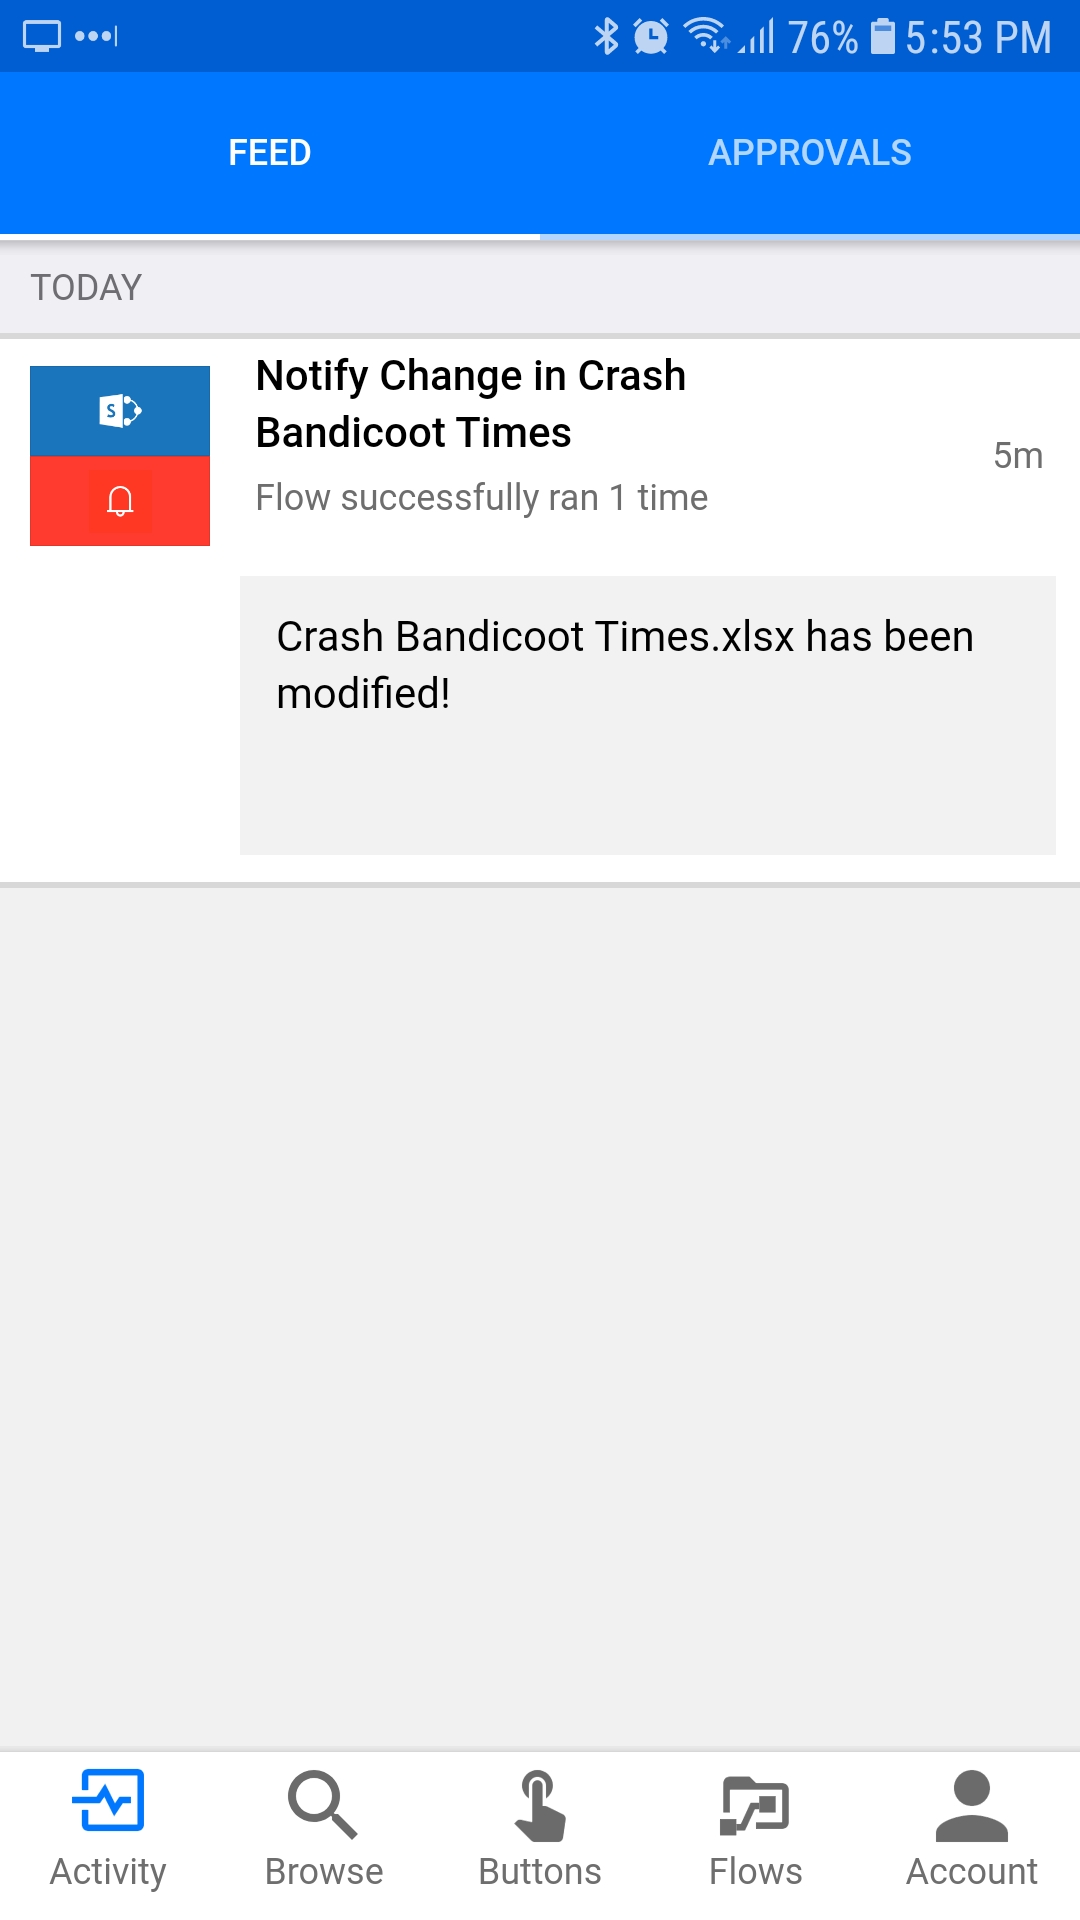 76% 5:53 PM
FEED APPROVALS
TODAY
Notify Change in Crash
Bandicoot Times
5m
Flow successfully ran 1 time
S
Crash Bandicoot Times.xlsx has been
modified!
Activity Browse Buttons Flows Account